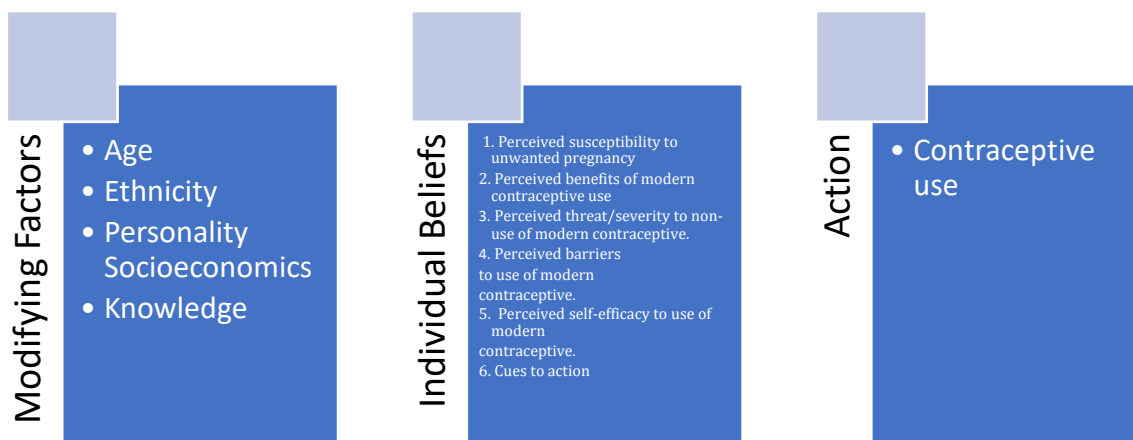 Modifying Factors
• Age
• Ethnicity
• Personality
Socioeconomics
• Knowledge
Individual Beliefs
1. Perceived susceptibility to
unwanted pregnancy
2. Perceived benefits of modern
contraceptive use
3. Perceived threat/severity to non-
use of modern contraceptive.
4. Perceived barriers
to use of modern
contraceptive.
5. Perceived self-efficacy to use of
modern
contraceptive.
6. Cues to action
Action
• Contraceptive
use